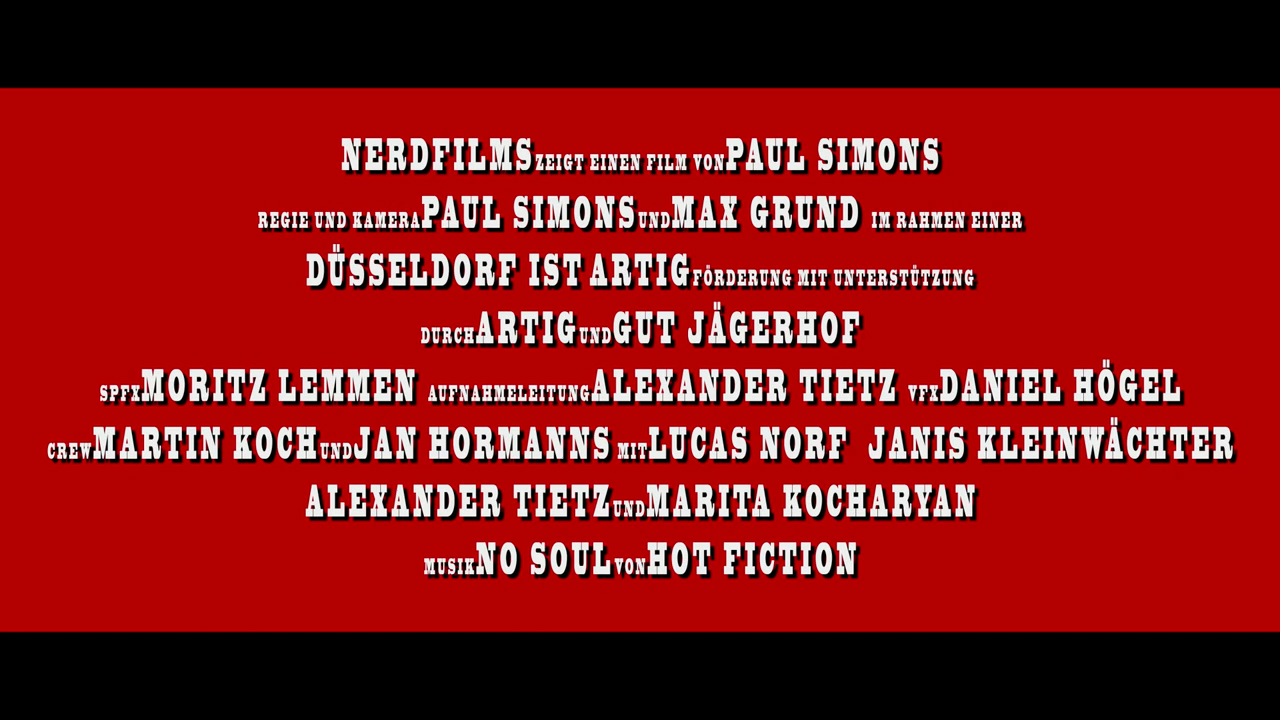 NERDFILMS ZEIGT EINEN FILM VON PAUL SIMONS
REGIE UND KAMERA PAUL SIMONS UND MAX GRUND IM RAHMEN EINER
DÜSSELDORF IST ARTIG FÖRDERUNG MIT UNTERSTÜTZUNG
DURCH ARTIG UND GUT JÄGERHOF
SPFX MORITZ LEMMEN AUFNAHMELEITUNG ALEXANDER TIETZ VFX DANIEL HÖGEL
CREW MARTIN KOCH UND JAN HORMANNS MIT LUCAS NORF JANIS KLEINWÄCHTER
ALEXANDER TIETZ UND MARITA KOCHARYAN
MUSIK NO SOUL VON HOT FICTION